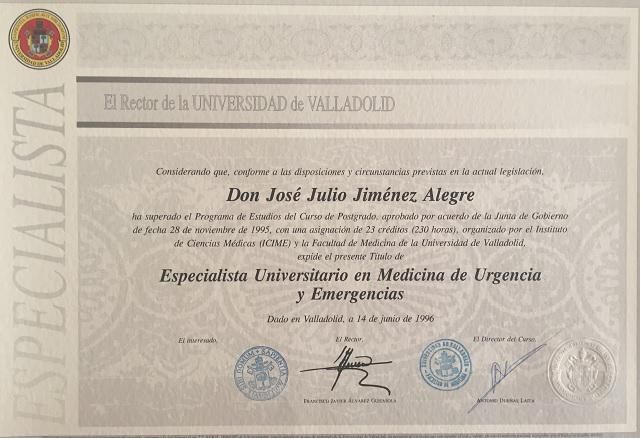 ESPECIALISTA
El Rector de la UNIVERSIDAD de VALLADOLID
Considerando que, conforme a las disposiciones y circunstancias previstas en la actual legislación,
Don José Julio Jiménez Alegre
ha superado el Programa de Estudios del Curso de Postgrado, aprobado por acuerdo de la Junta de Gobierno
de fecha 28 de noviembre de 1995, con una asignación de 23 créditos (230 horas), organizado por el Instituto
de Ciencias Médicas (ICIME) y la Facultad de Medicina de la Universidad de Valladolid,
expide el presente Título de
Especialista Universitario en Medicina de Urgencia
y Emergencias
Dado en Valladolid, a 14 de junio de 1996
El interesado,
El Rector,
El Director del Curso,
Francisco Javier Álvarez Guisasola
Antonio Dueñas Laita